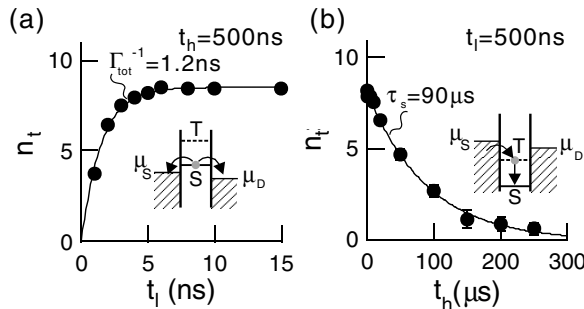 (a)
t_h=500ns
10
Γ_tot^-1=1.2ns
n_t
5
T
μ_S
S
μ_D
0
0
5
10
15
t_l (ns)
(b)
t_l=500ns
10
τ_s=90μs
n_t
5
μ_S
T
μ_D
S
0
0
100
200
300
t_h(μs)